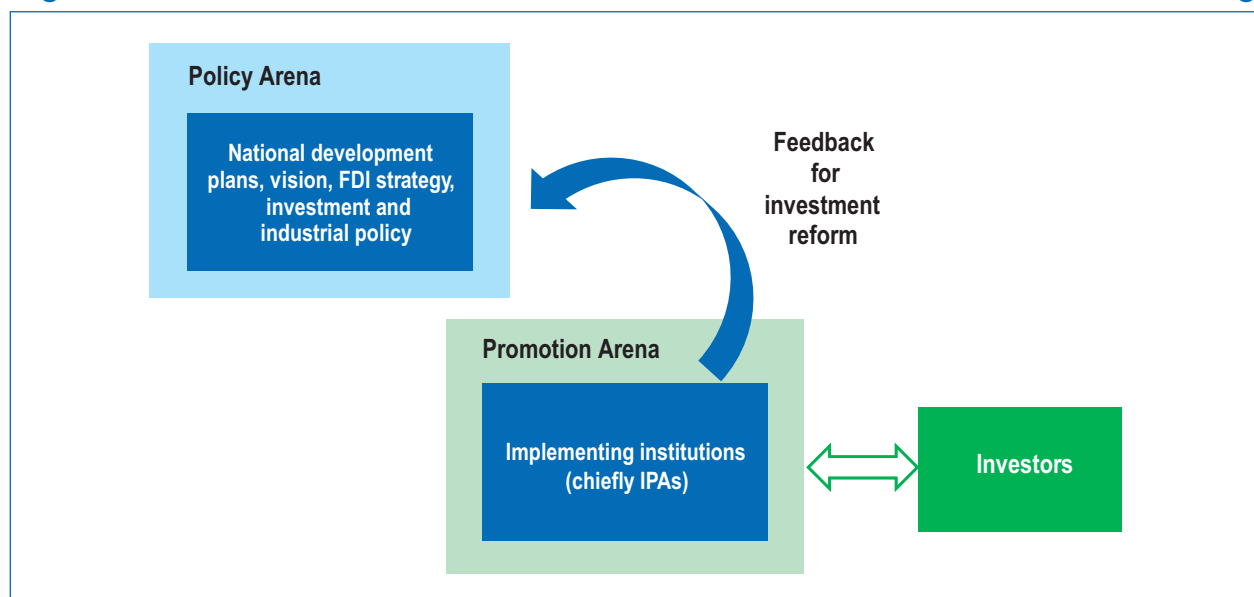 Policy Arena
National development
plans, vision, FDI strategy,
investment and
industrial policy
Feedback
for
investment
reform
Promotion Arena
Implementing institutions
(chiefly IPAs)
Investors